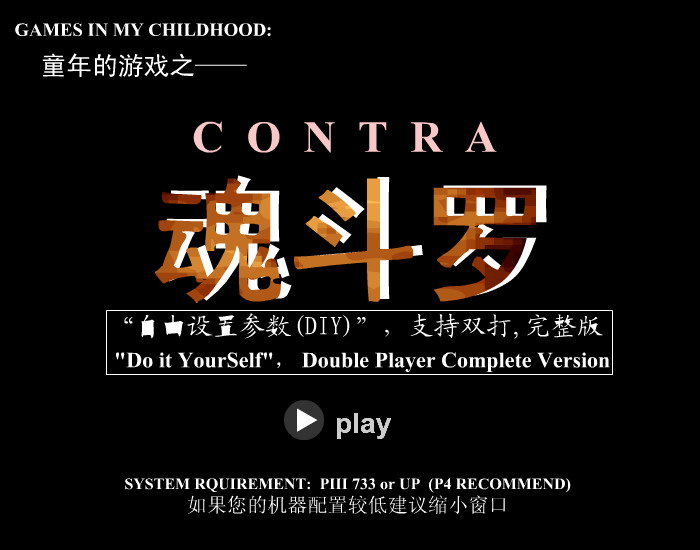 GAMES IN MY CHILDHOOD:
童年的游戏之——
CONTRA
魂斗罗
“自由设置参数(DIY)”，支持双打,完整版
"Do it YourSelf", Double Player Complete Version
play
SYSTEM RQUIREMENT: PIII 733 or UP (P4 RECOMMEND)
如果您的机器配置较低建议缩小窗口